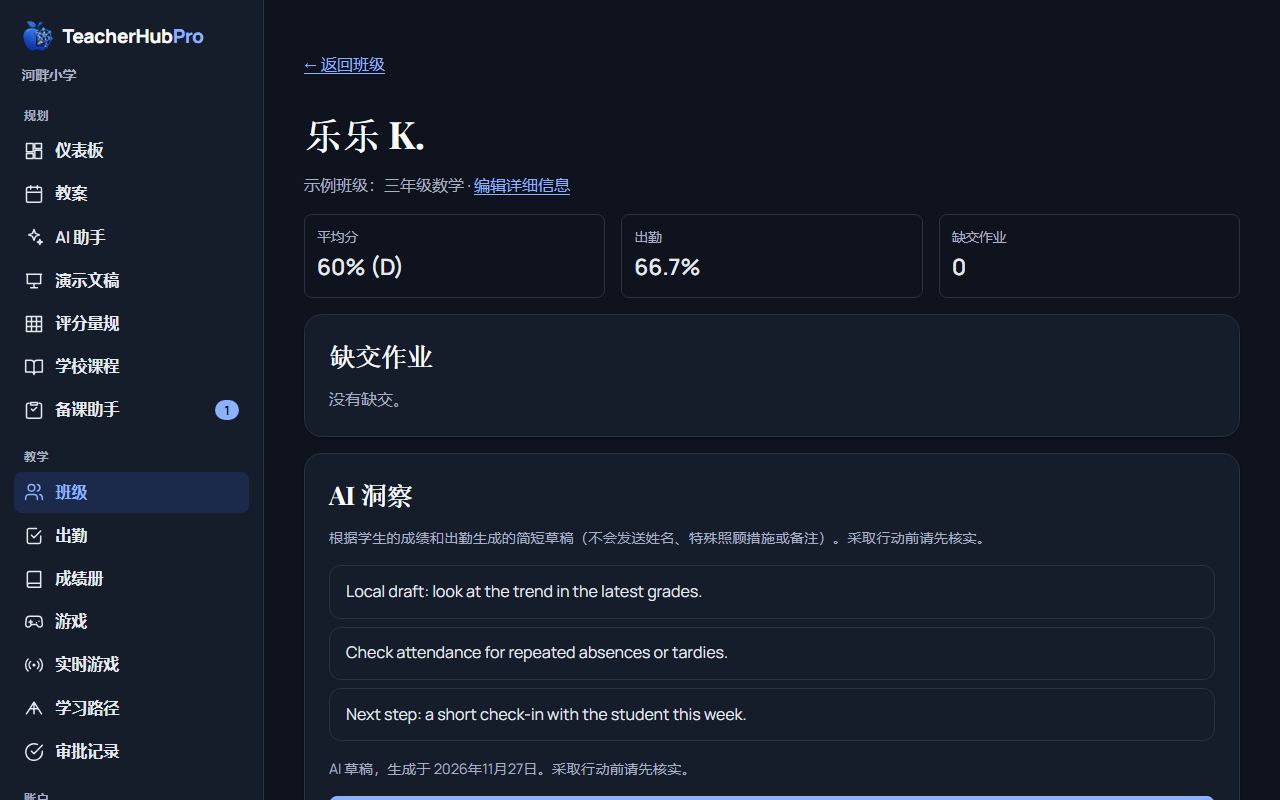 TeacherHubPro
河畔小学
规划
仪表板
教案
AI 助手
演示文稿
评分量规
学校课程
备课助手
1
教学
班级
出勤
成绩册
游戏
实时游戏
学习路径
审批记录
账户
← 返回班级
乐乐 K.
示例班级：三年级数学 · 编辑详细信息
平均分
60% (D)
出勤
66.7%
缺交作业
0
缺交作业
没有缺交。
AI 洞察
根据学生的成绩和出勤生成的简短草稿（不会发送姓名、特殊照顾措施或备注）。采取行动前请先核实。
Local draft: look at the trend in the latest grades.
Check attendance for repeated absences or tardies.
Next step: a short check-in with the student this week.
AI 草稿，生成于 2026年11月27日。采取行动前请先核实。